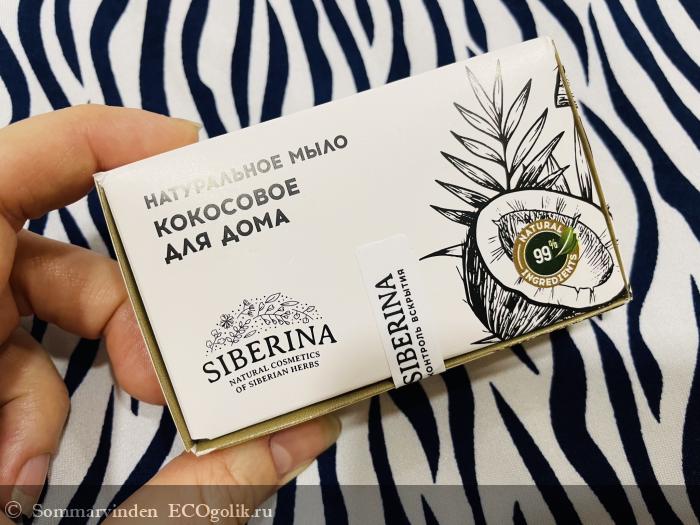 НАТУРАЛЬНОЕ МЫЛО
КОКОСОВОЕ
ДЛЯ ДОМА
SIBERINA
NATURAL COSMETICS
OF SIBERIAN HERBS
SIBERINA
КОНТРОЛЬ ВСКРЫТИЯ
NATURAL
99%
INGREDIENTS
© Sommarvinden ECOgolik.ru